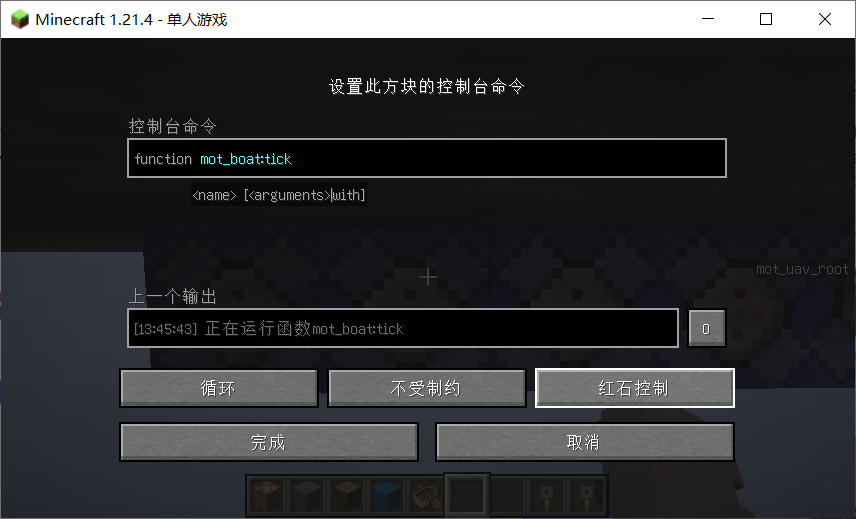 Minecraft 1.21.4 - 单人游戏
设置此方块的控制台命令
控制台命令
function mot_boat:tick
<name> [<arguments>|with]
mot_uav_root
上一个输出
[13:45:43] 正在运行函数mot_boat:tick
O
循环
不受制约
红石控制
完成
取消